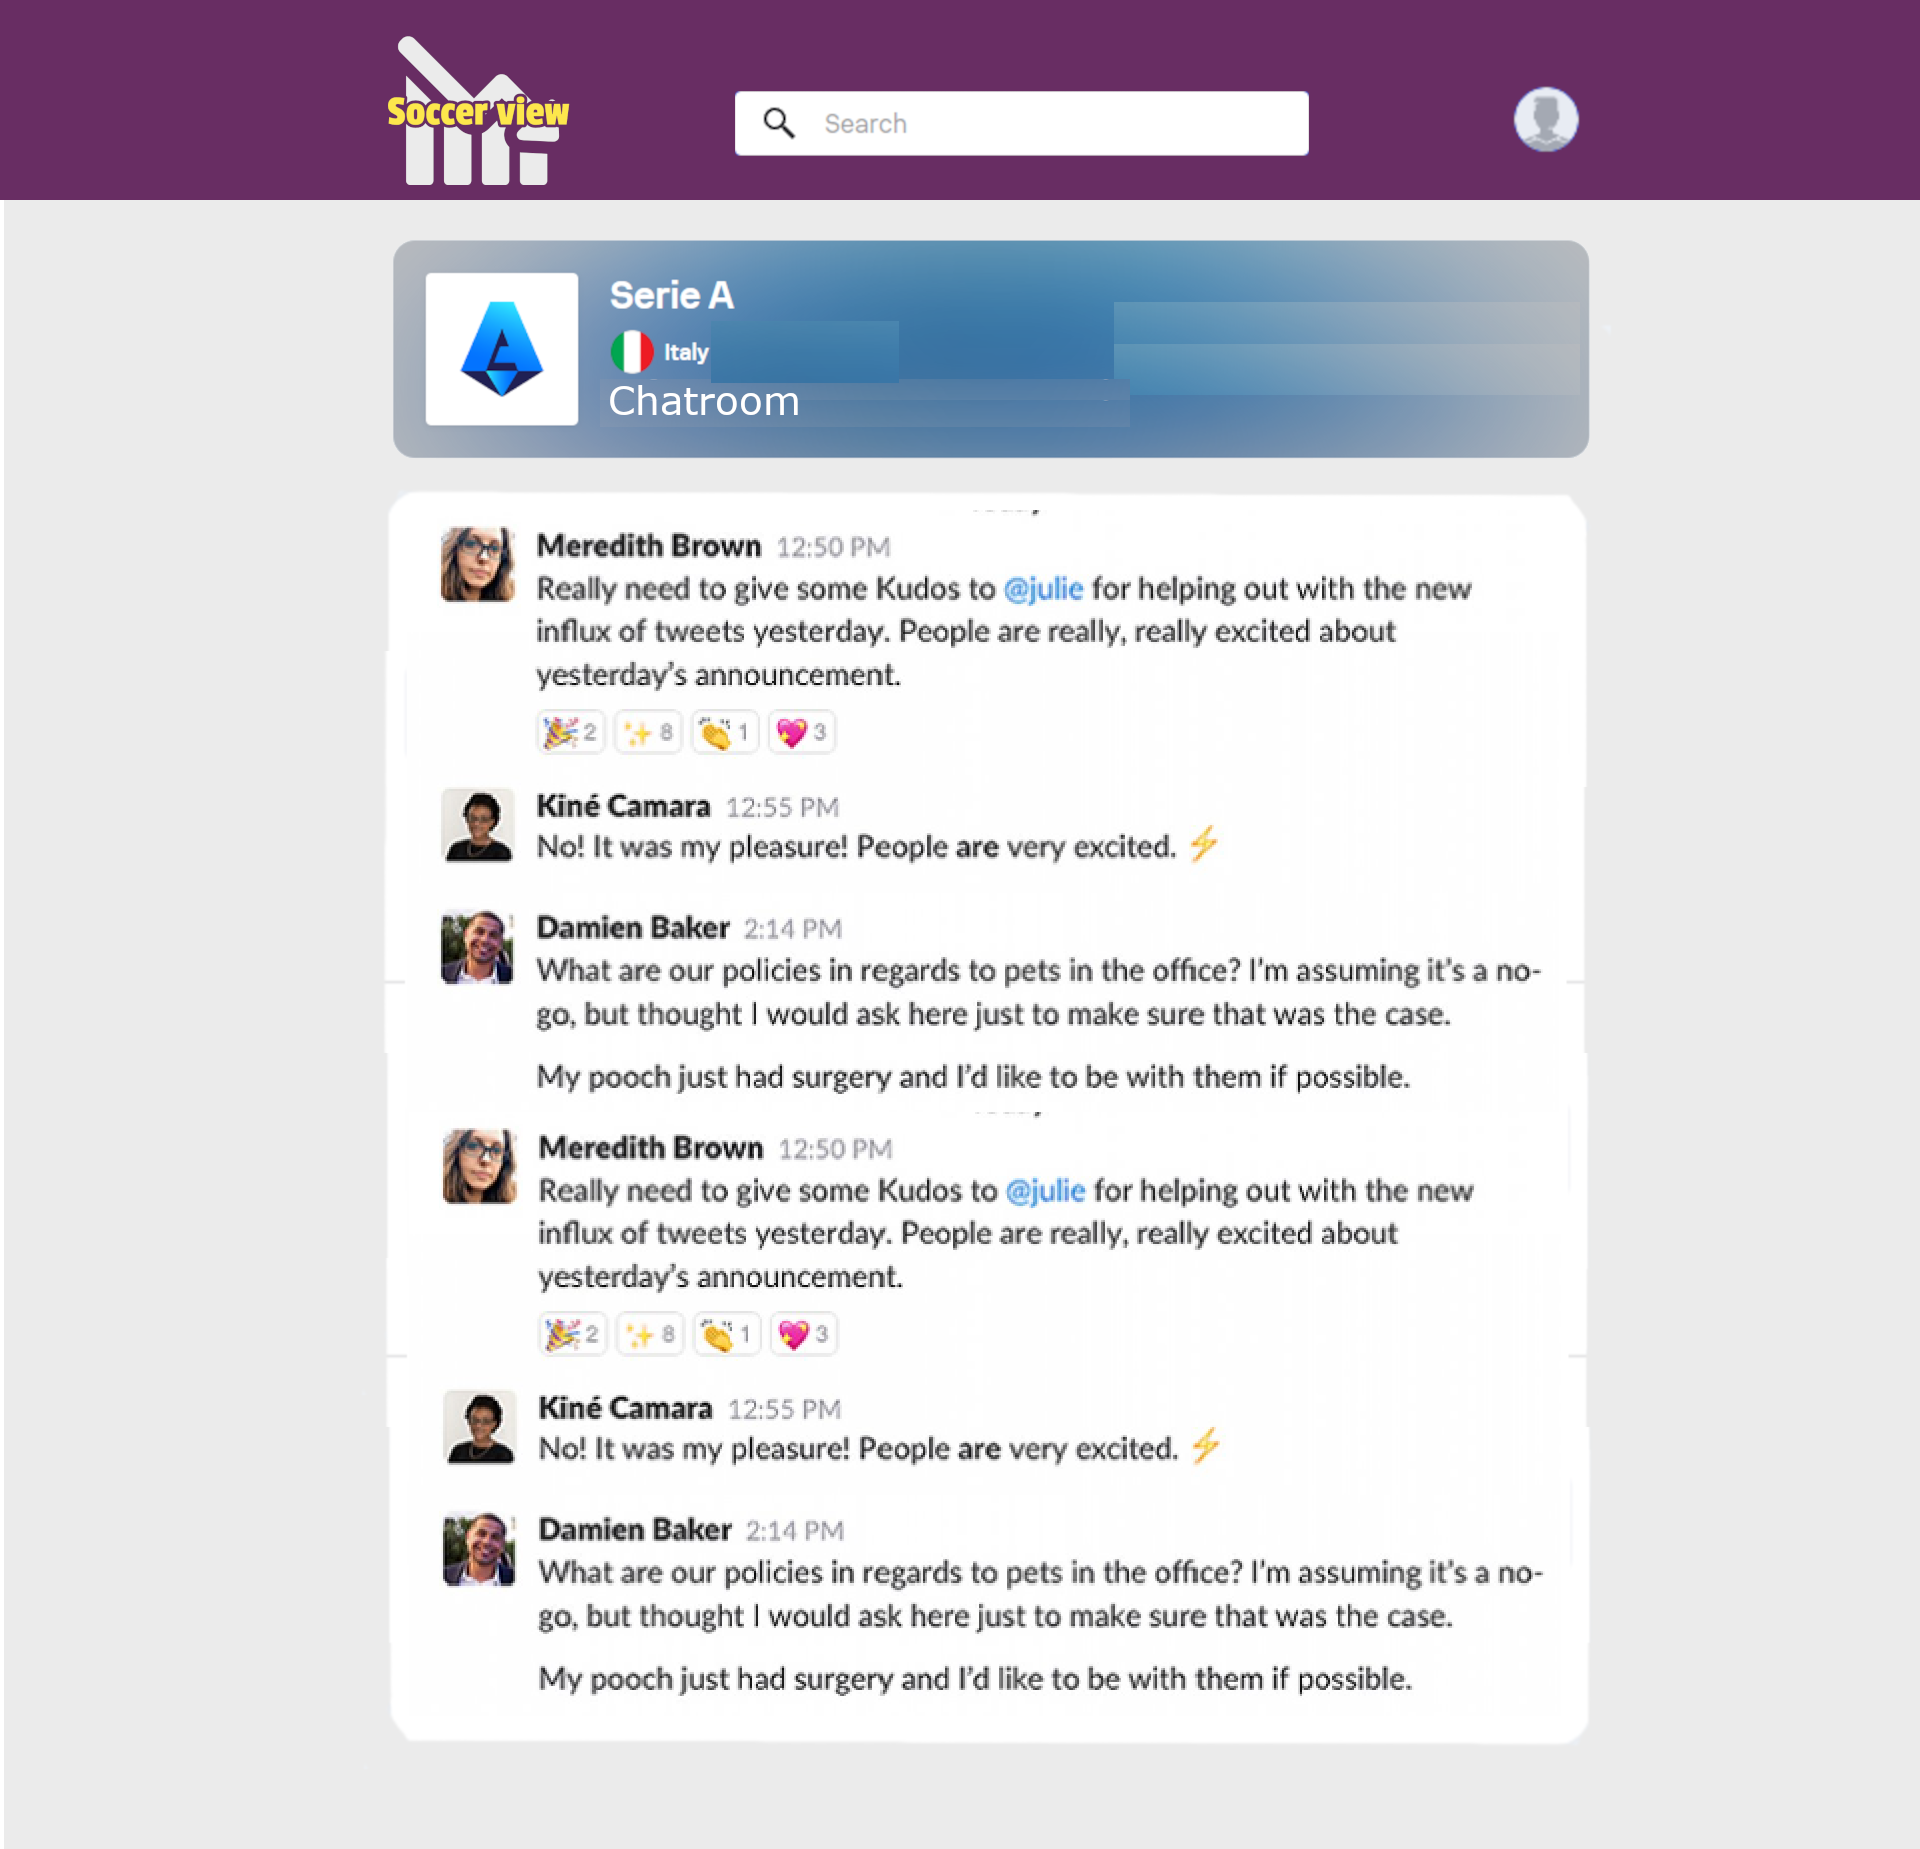 Soccer view
Search
Serie A
Italy
Chatroom
Meredith Brown 12:50 PM
Really need to give some Kudos to @julie for helping out with the new
influx of tweets yesterday. People are really, really excited about
yesterday's announcement.
2 8 1 3
Kiné Camara 12:55 PM
No! It was my pleasure! People are very excited. ⚡
Damien Baker 2:14 PM
What are our policies in regards to pets in the office? I'm assuming it's a no-
go, but thought I would ask here just to make sure that was the case.
My pooch just had surgery and I'd like to be with them if possible.
Meredith Brown 12:50 PM
Really need to give some Kudos to @julie for helping out with the new
influx of tweets yesterday. People are really, really excited about
yesterday's announcement.
2 8 1 3
Kiné Camara 12:55 PM
No! It was my pleasure! People are very excited. ⚡
Damien Baker 2:14 PM
What are our policies in regards to pets in the office? I'm assuming it's a no-
go, but thought I would ask here just to make sure that was the case.
My pooch just had surgery and I'd like to be with them if possible.